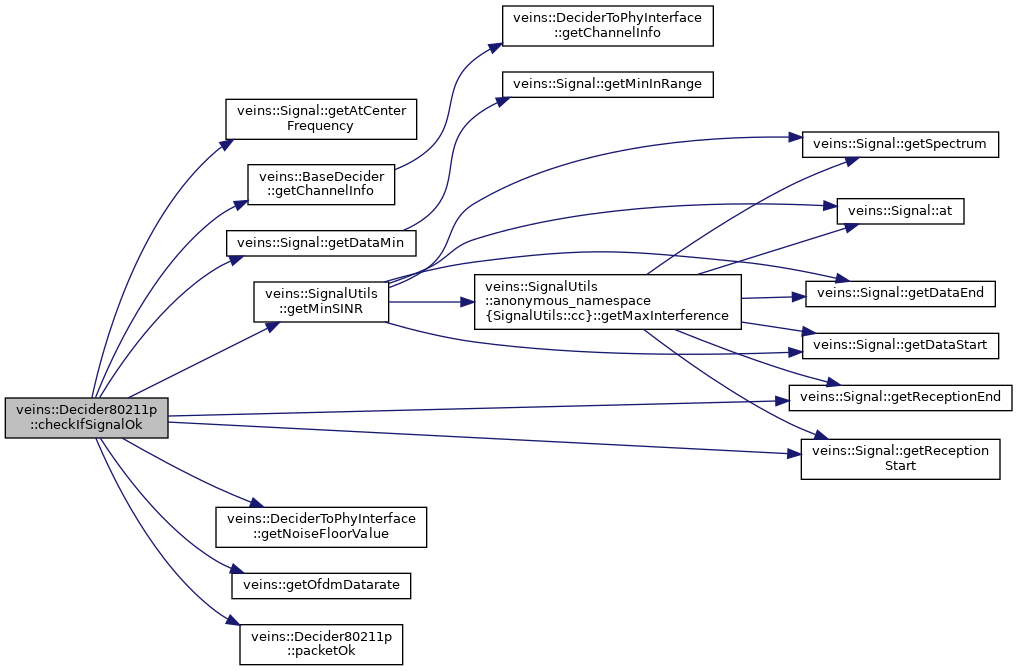 veins::DeciderToPhyInterface
::getChannelInfo
veins::Signal::getMinInRange
veins::Signal::getAtCenter
Frequency
veins::Signal::getSpectrum
veins::BaseDecider
::getChannelInfo
veins::Signal::at
veins::Signal::getDataMin
veins::SignalUtils
::getMinSINR
veins::SignalUtils
::anonymous_namespace
{SignalUtils::cc}::getMaxInterference
veins::Signal::getDataEnd
veins::Signal::getDataStart
veins::Signal::getReceptionEnd
veins::Decider80211p
::checkIfSignalOk
veins::Signal::getReception
Start
veins::DeciderToPhyInterface
::getNoiseFloorValue
veins::getOfdmDatarate
veins::Decider80211p
::packetOk